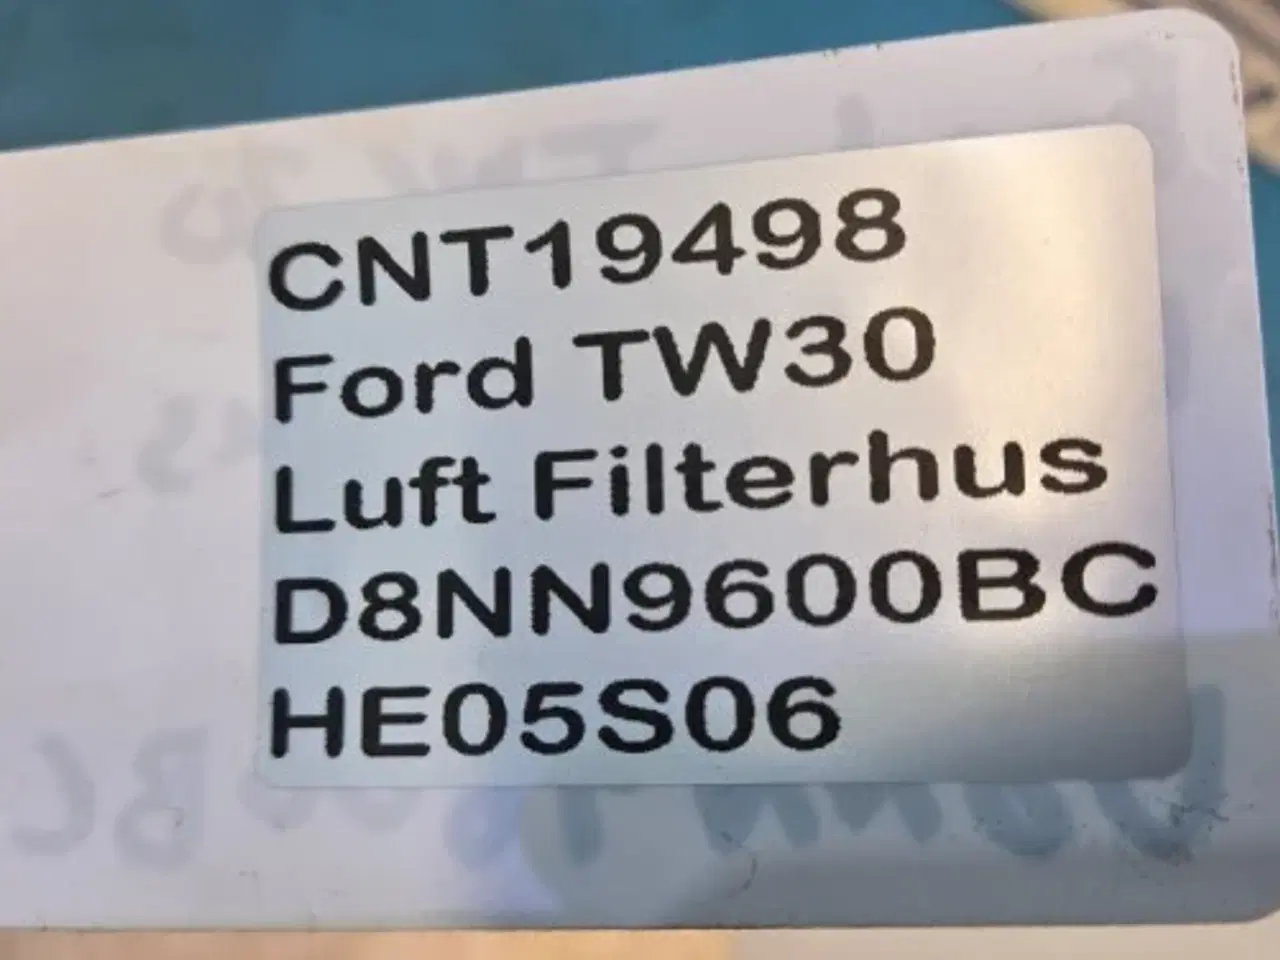 CNT19498
Ford TW30
Luft Filterhus
D8NN9600BC
HE05S06